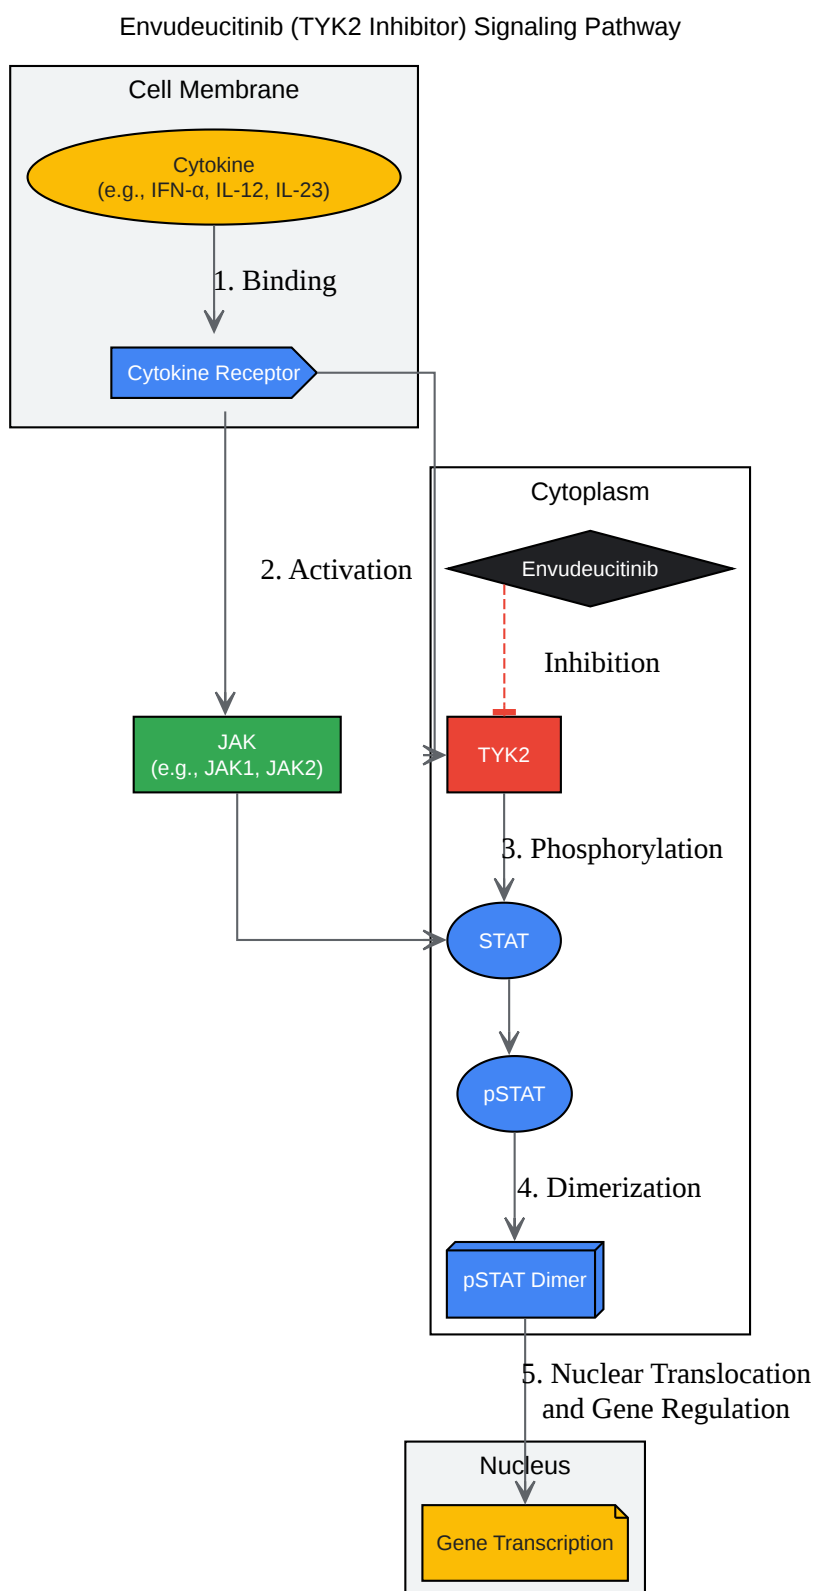 Envudeucitinib (TYK2 Inhibitor) Signaling Pathway
Cell Membrane
Cytokine
(e.g., IFN-α, IL-12, IL-23)
1. Binding
Cytokine Receptor
Cytoplasm
Envudeucitinib
2. Activation
Inhibition
JAK
(e.g., JAK1, JAK2)
TYK2
3. Phosphorylation
STAT
pSTAT
4. Dimerization
pSTAT Dimer
5. Nuclear Translocation
and Gene Regulation
Nucleus
Gene Transcription